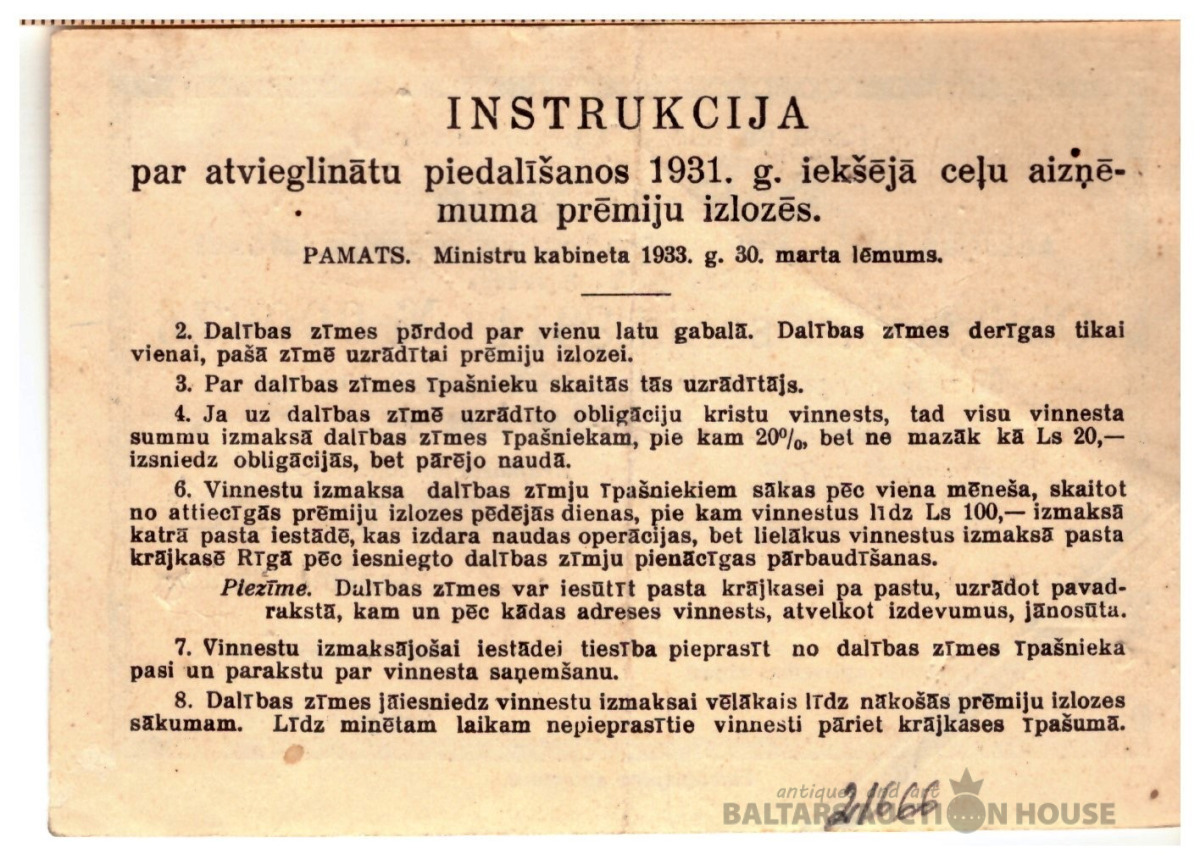 INSTRUKCIJA
par atvieglinātu piedalīšanos 1931. g. iekšējā ceļu aizņē-
muma prēmiju izlozēs.
PAMATS. Ministru kabineta 1933. g. 30. marta lēmums.
2. Dalības zīmes pārdod par vienu latu gabalā. Dalības zīmes derīgas tikai
vienai, pašā zīmē uzrādītai prēmiju izlozei.
3. Par dalības zīmes īpašnieku skaitās tās uzrādītājs.
4. Ja uz dalības zīmē uzrādīto obligāciju kristu vinnests, tad visu vinnesta
summu izmaksā dalības zīmes īpašniekam, pie kam 20%, bet ne mazāk kā Ls 20,—
izsniedz obligācijās, bet pārējo naudā.
6. Vinnestu izmaksa dalības zīmju īpašniekiem sākas pēc viena mēneša, skaitot
no attiecīgās prēmiju izlozes pēdējās dienas, pie kam vinnestus līdz Ls 100,— izmaksā
katrā pasta iestādē, kas izdara naudas operācijas, bet lielākus vinnestus izmaksā pasta
krājkasē Rīgā pēc iesniegto dalības zīmju pienācīgas pārbaudīšanas.
Piezīme. Dalības zīmes var iesūtīt pasta krājkasei pa pastu, uzrādot pavad-
rakstā, kam un pēc kādas adreses vinnests, atvelkot izdevumus, jānosūta.
7. Vinnestu izmaksājošai iestādei tiesība pieprasīt no dalības zīmes īpašnieka
pasi un parakstu par vinnesta saņemšanu.
8. Dalības zīmes jāiesniedz vinnestu izmaksai vēlākais līdz nākošās prēmiju izlozes
sākumam. Līdz minētam laikam nepieprasītie vinnesti pāriet krājkases īpašumā.
21666
antiques and art
BALTARS AUCTION HOUSE